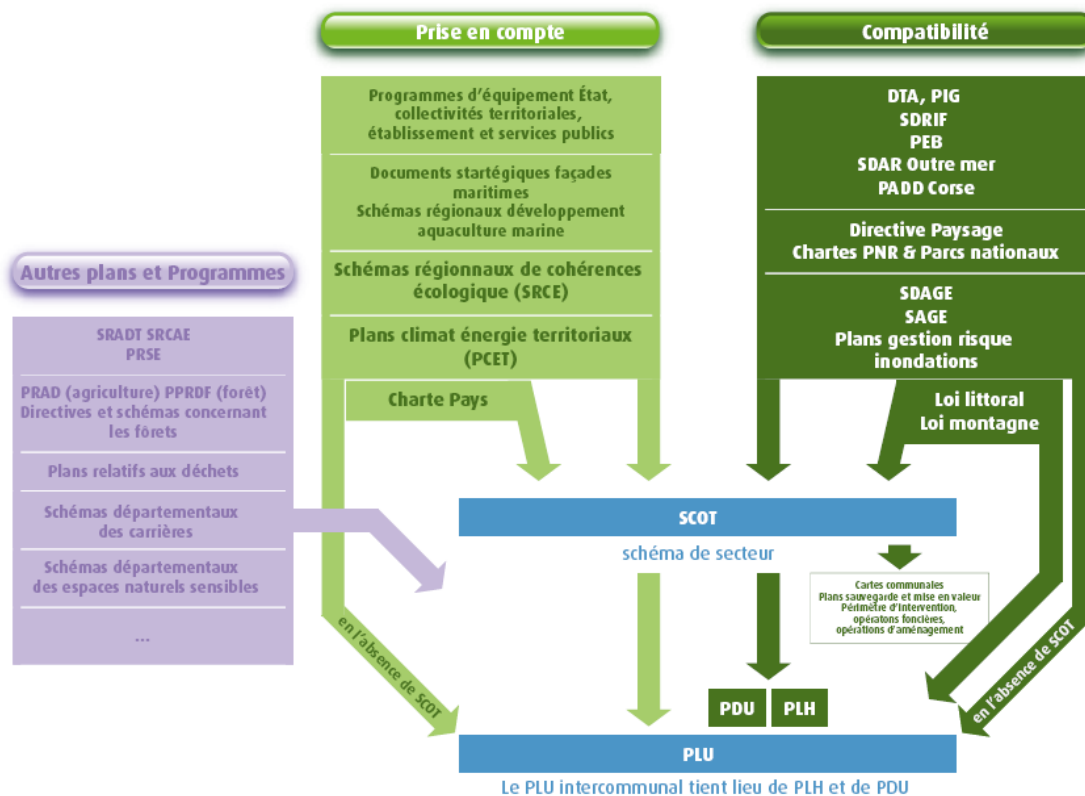 Prise en compte
Programmes d'équipement État,
collectivités territoriales,
établissement et services publics
Documents startégiques façades
maritimes
Schémas régionaux développement
aquaculture marine
Schémas régionnaux de cohérences
écologique (SRCE)
Plans climat énergie territoriaux
(PCET)
Charte Pays
Compatibilité
DTA, PIG
SDRIF
PEB
SDAR Outre mer
PADD Corse
Directive Paysage
Chartes PNR & Parcs nationaux
SDAGE
SAGE
Plans gestion risque
inondations
Loi littoral
Loi montagne
Autres plans et Programmes
SRADT SRCAE
PRSE
PRAD (agriculture) PPRDF (forêt)
Directives et schémas concernant
les fôrets
Plans relatifs aux déchets
Schémas départementaux
des carrières
Schémas départementaux
des espaces naturels sensibles
...
SCOT
schéma de secteur
Cartes communales
Plans sauvegarde et mise en valeur
Périmètre d'intervention,
opératons foncières,
opérations d'aménagement
en l'absence de SCOT
en l'absence de SCOT
PDU
PLH
PLU
Le PLU intercommunal tient lieu de PLH et de PDU